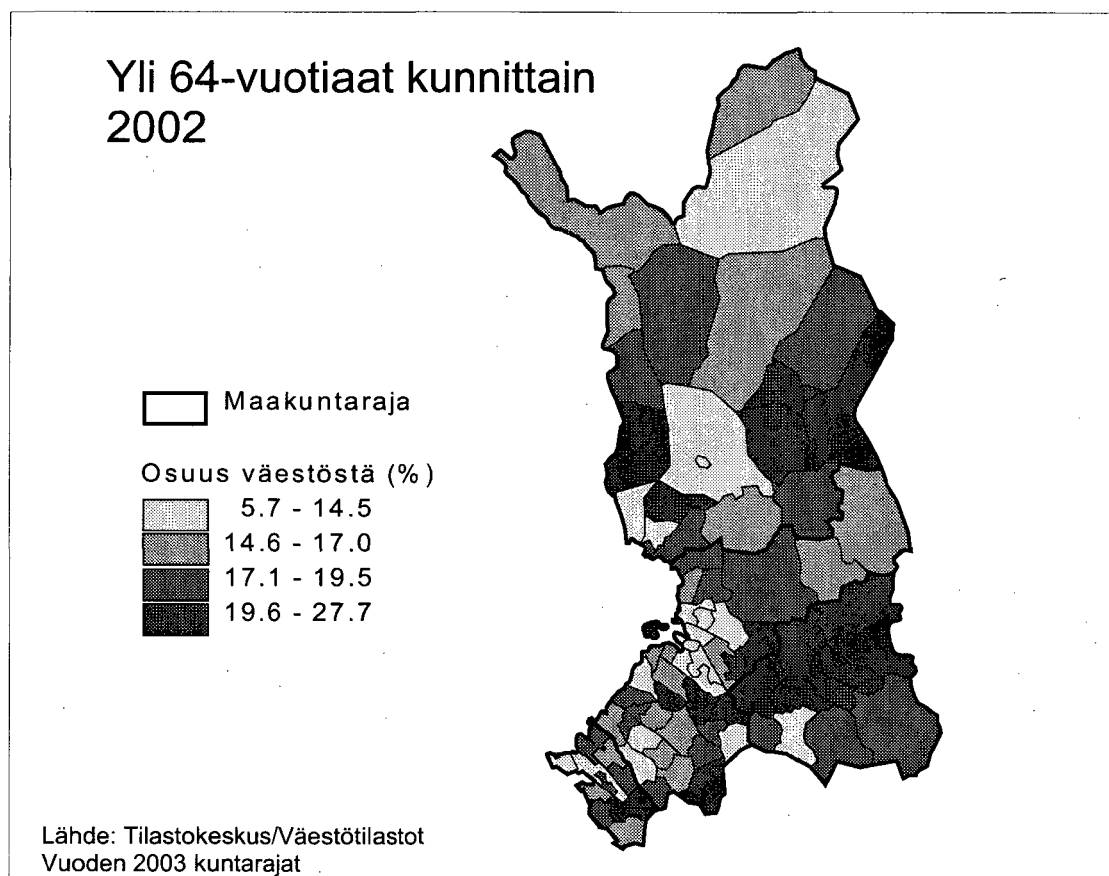 Yli 64-vuotiaat kunnittain
2002
Maakuntaraja
Osuus väestöstä (%)
5.7 - 14.5
14.6 - 17.0
17.1 - 19.5
19.6 - 27.7
Lähde: Tilastokeskus/Väestötilastot
Vuoden 2003 kuntarajat